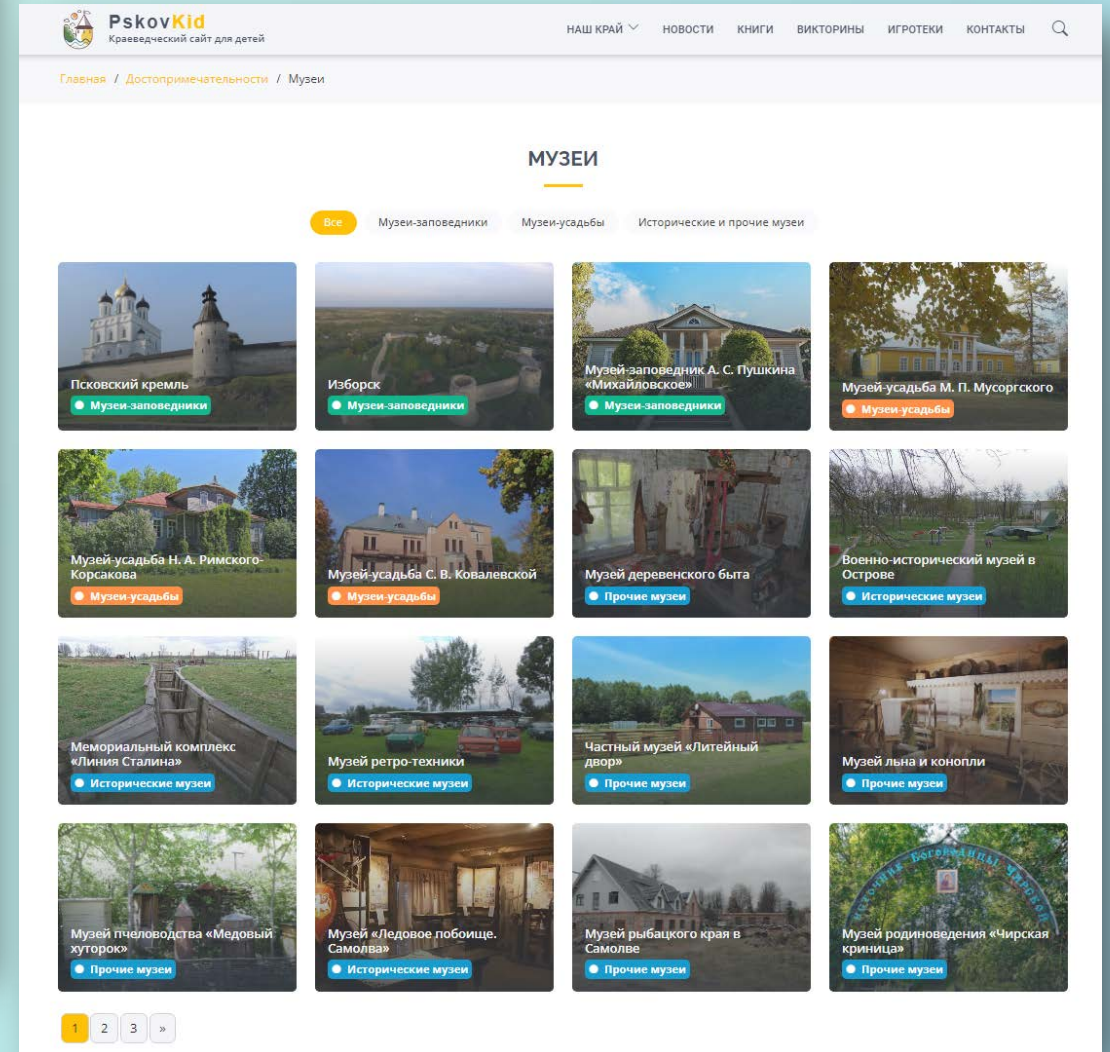 PskovKid
Краеведческий сайт для детей
НАШ КРАЙ НОВОСТИ КНИГИ ВИКТОРИНЫ ИГРОТЕКИ КОНТАКТЫ
Главная / Достопримечательности / Музеи
МУЗЕИ
Все Музеи-заповедники Музеи-усадьбы Исторические и прочие музеи
Псковский кремль
Музеи-заповедники
Изборск
Музеи-заповедники
Музей-заповедник А. С. Пушкина
«Михайловское»
Музеи-заповедники
Музей-усадьба М. П. Мусоргского
Музеи-усадьбы
Музей-усадьба Н. А. Римского-
Корсакова
Музеи-усадьбы
Музей-усадьба С. В. Ковалевской
Музеи-усадьбы
Музей деревенского быта
Прочие музеи
Военно-исторический музей в
Острове
Исторические музеи
Мемориальный комплекс
«Линия Сталина»
Исторические музеи
Музей ретро-техники
Исторические музеи
Частный музей «Литейный
двор»
Прочие музеи
Музей льна и конопли
Прочие музеи
Музей пчеловодства «Медовый
хуторок»
Прочие музеи
Музей «Ледовое побоище.
Самолва»
Исторические музеи
Музей рыбацкого края в
Самолве
Прочие музеи
Богородицы Чирской
Музей родиноведения «Чирская
криница»
Прочие музеи
1 2 3 »